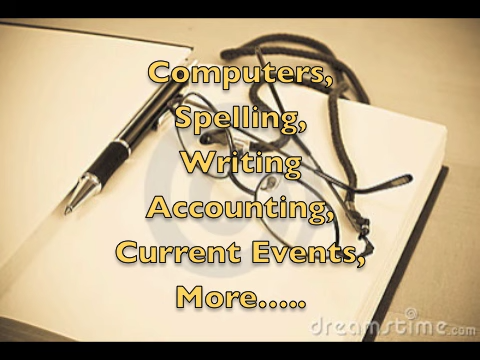 Computers,
Spelling,
Writing
Accounting,
Current Events,
More.....
dreamstime.com